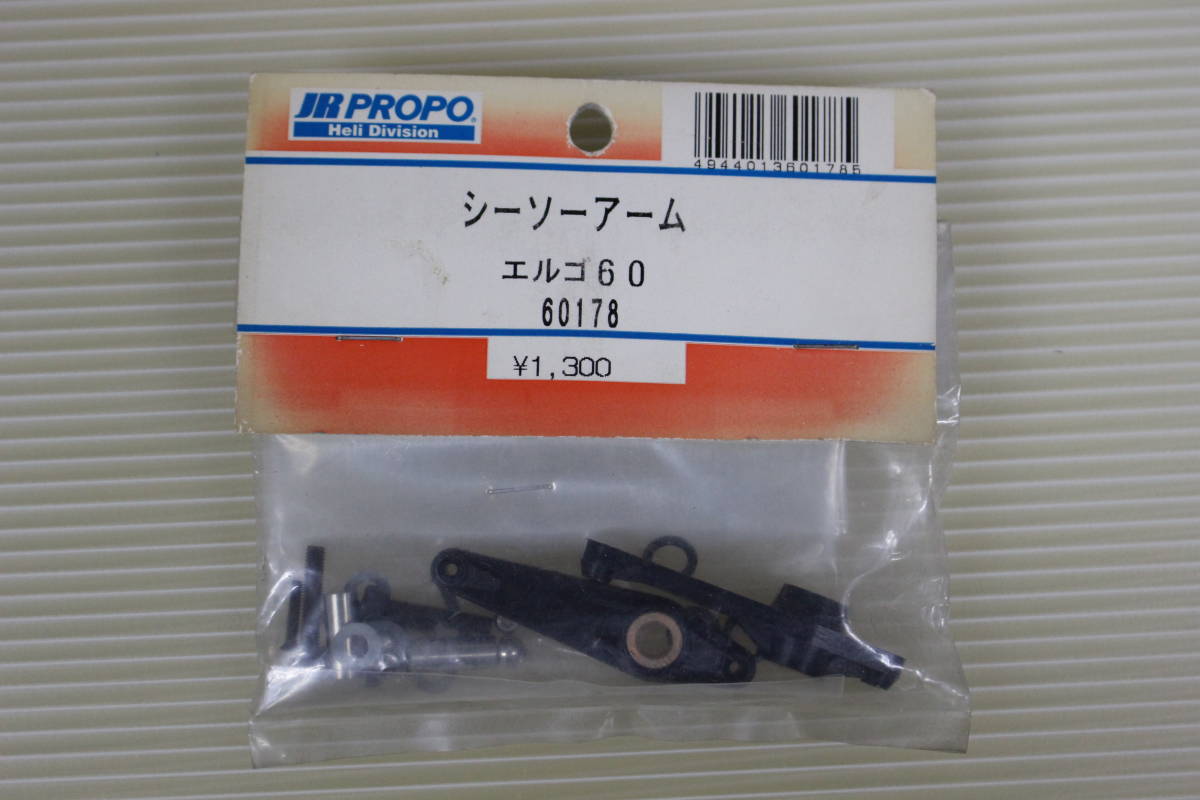 JR PROPO®
Heli Division
4944013601785
シーソーアーム
エルゴ６０
60178
¥1,300